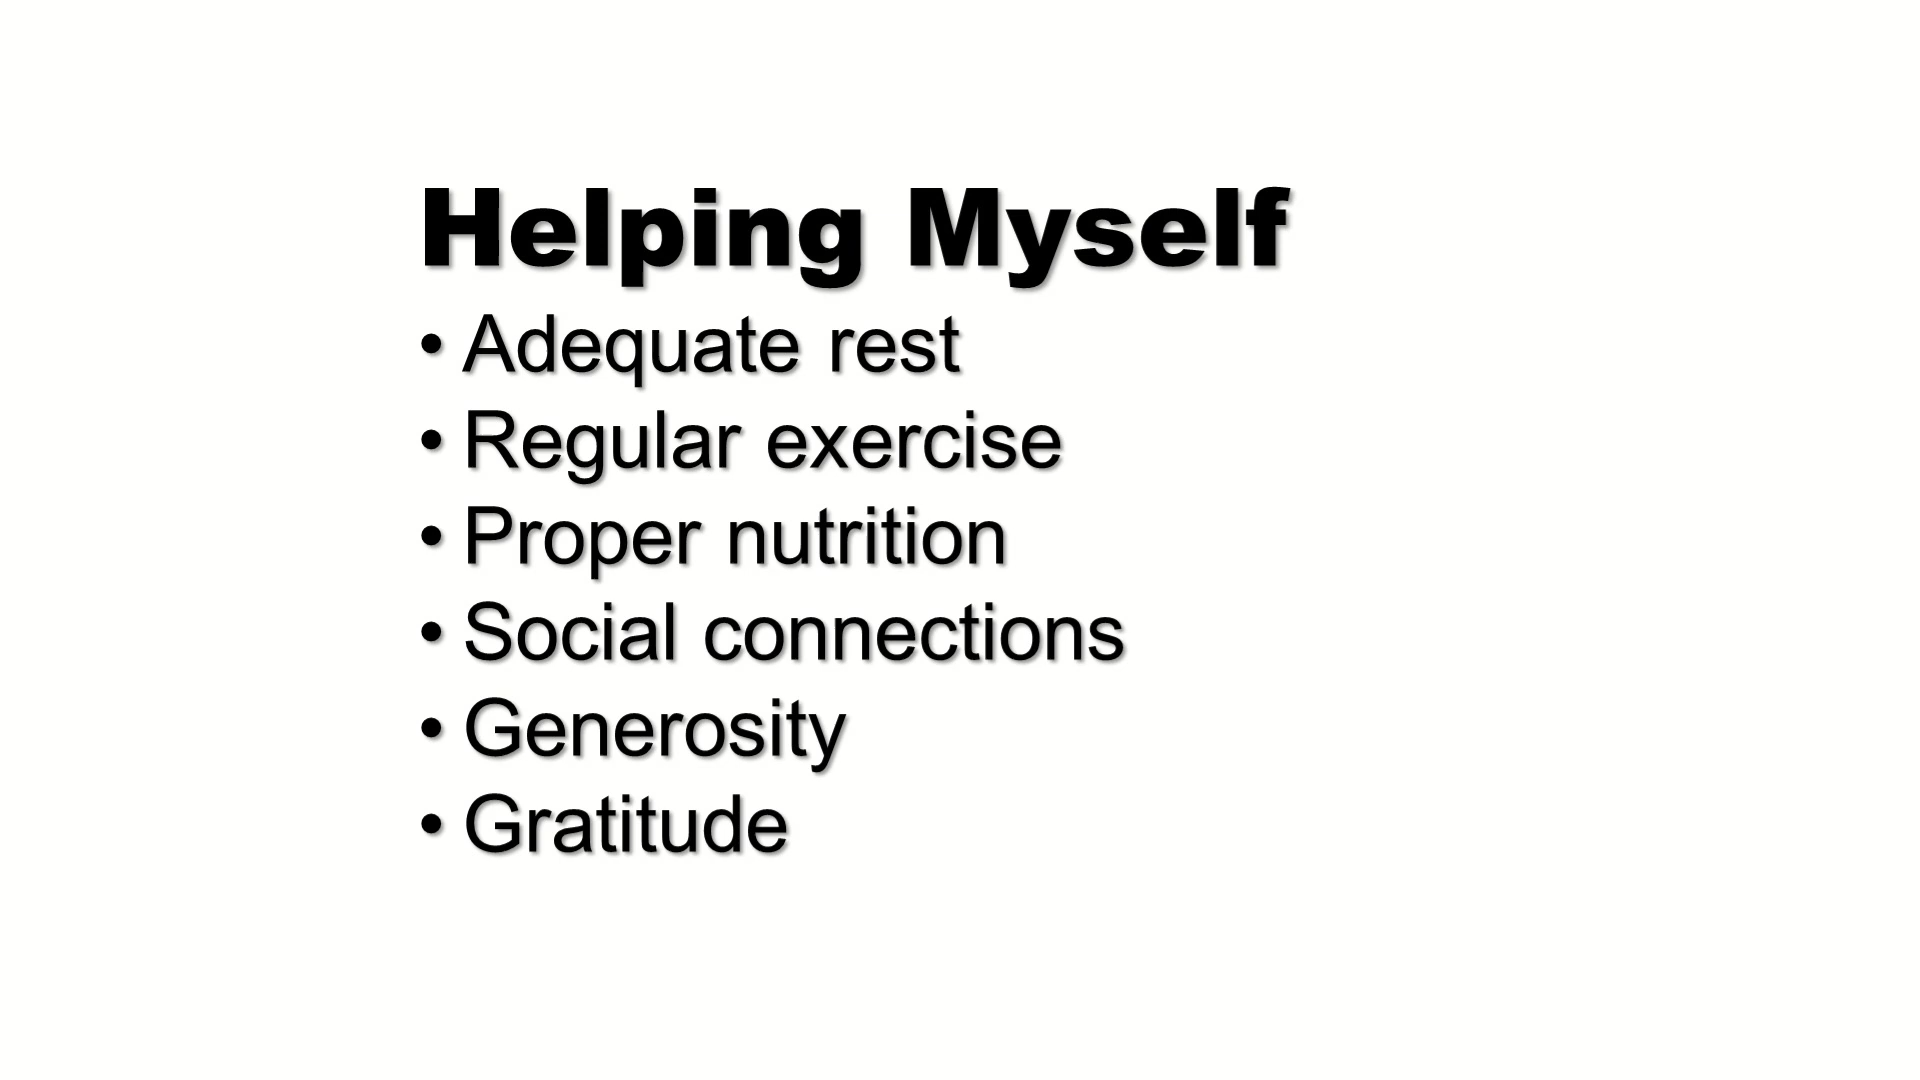 Helping Myself
• Adequate rest
• Regular exercise
• Proper nutrition
• Social connections
• Generosity
• Gratitude